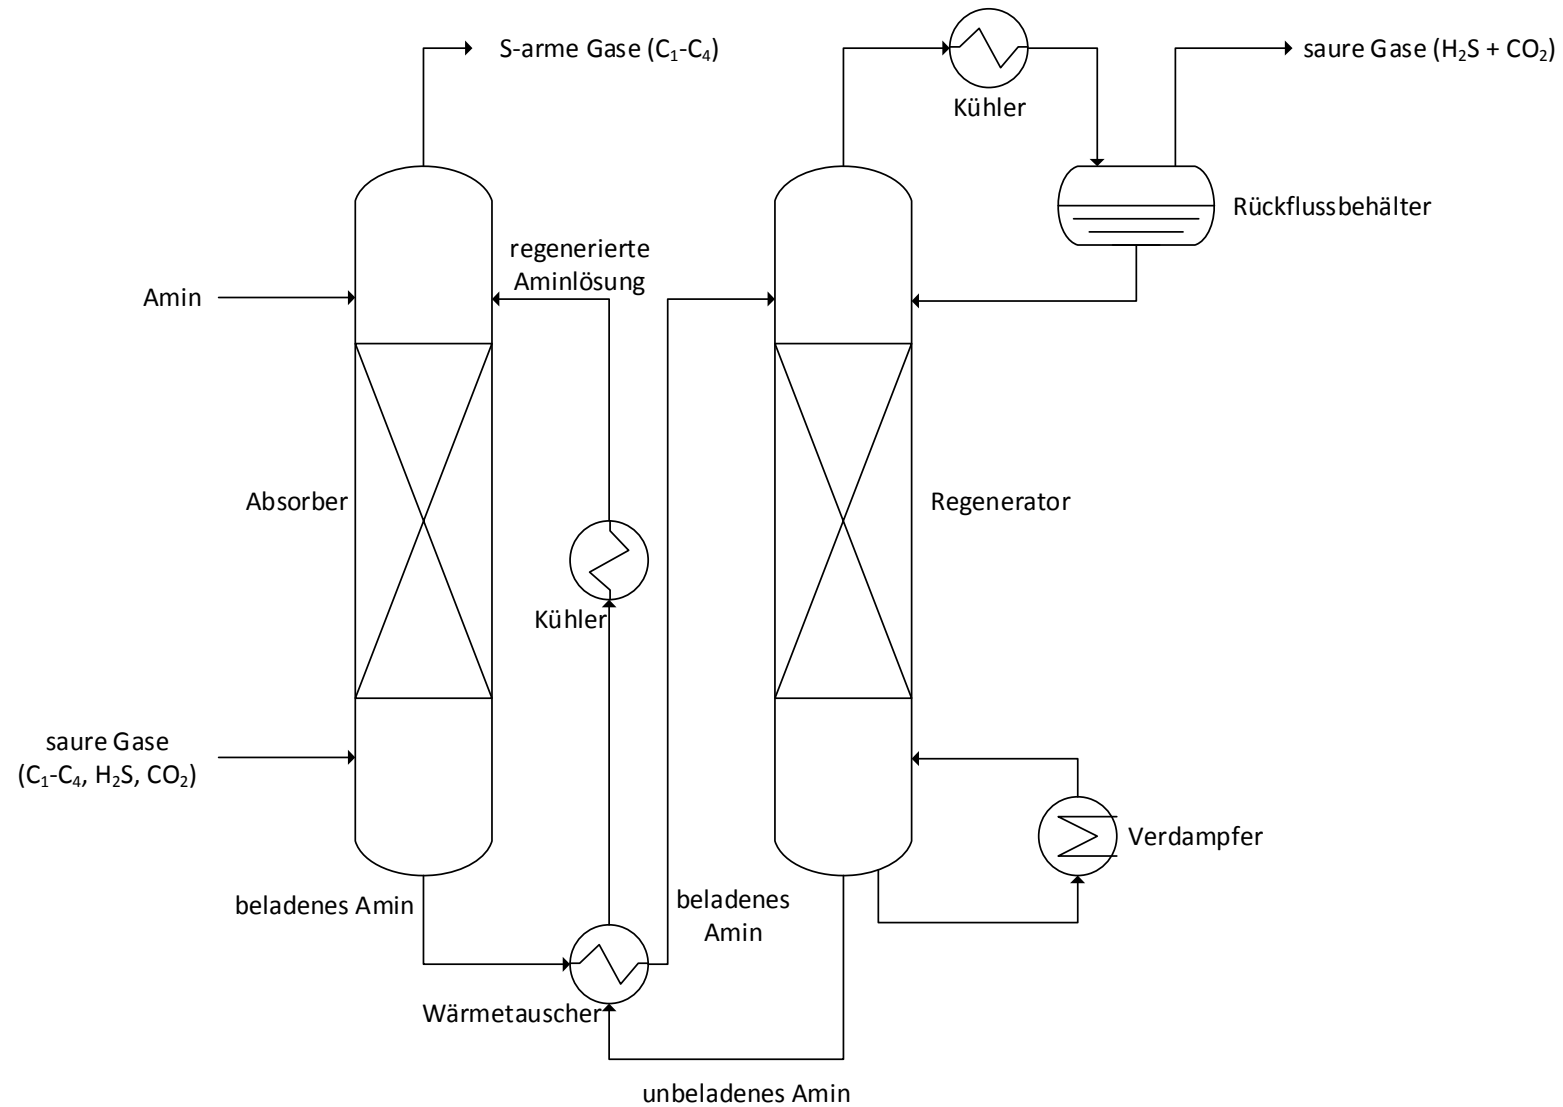 S-arme Gase (C₁-C₄)
saure Gase (H₂S + CO₂)
Kühler
Rückflussbehälter
regenerierte
Aminlösung
Amin
Absorber
Regenerator
Kühler
saure Gase
(C₁-C₄, H₂S, CO₂)
Verdampfer
beladenes Amin
beladenes
Amin
Wärmetauscher
unbeladenes Amin